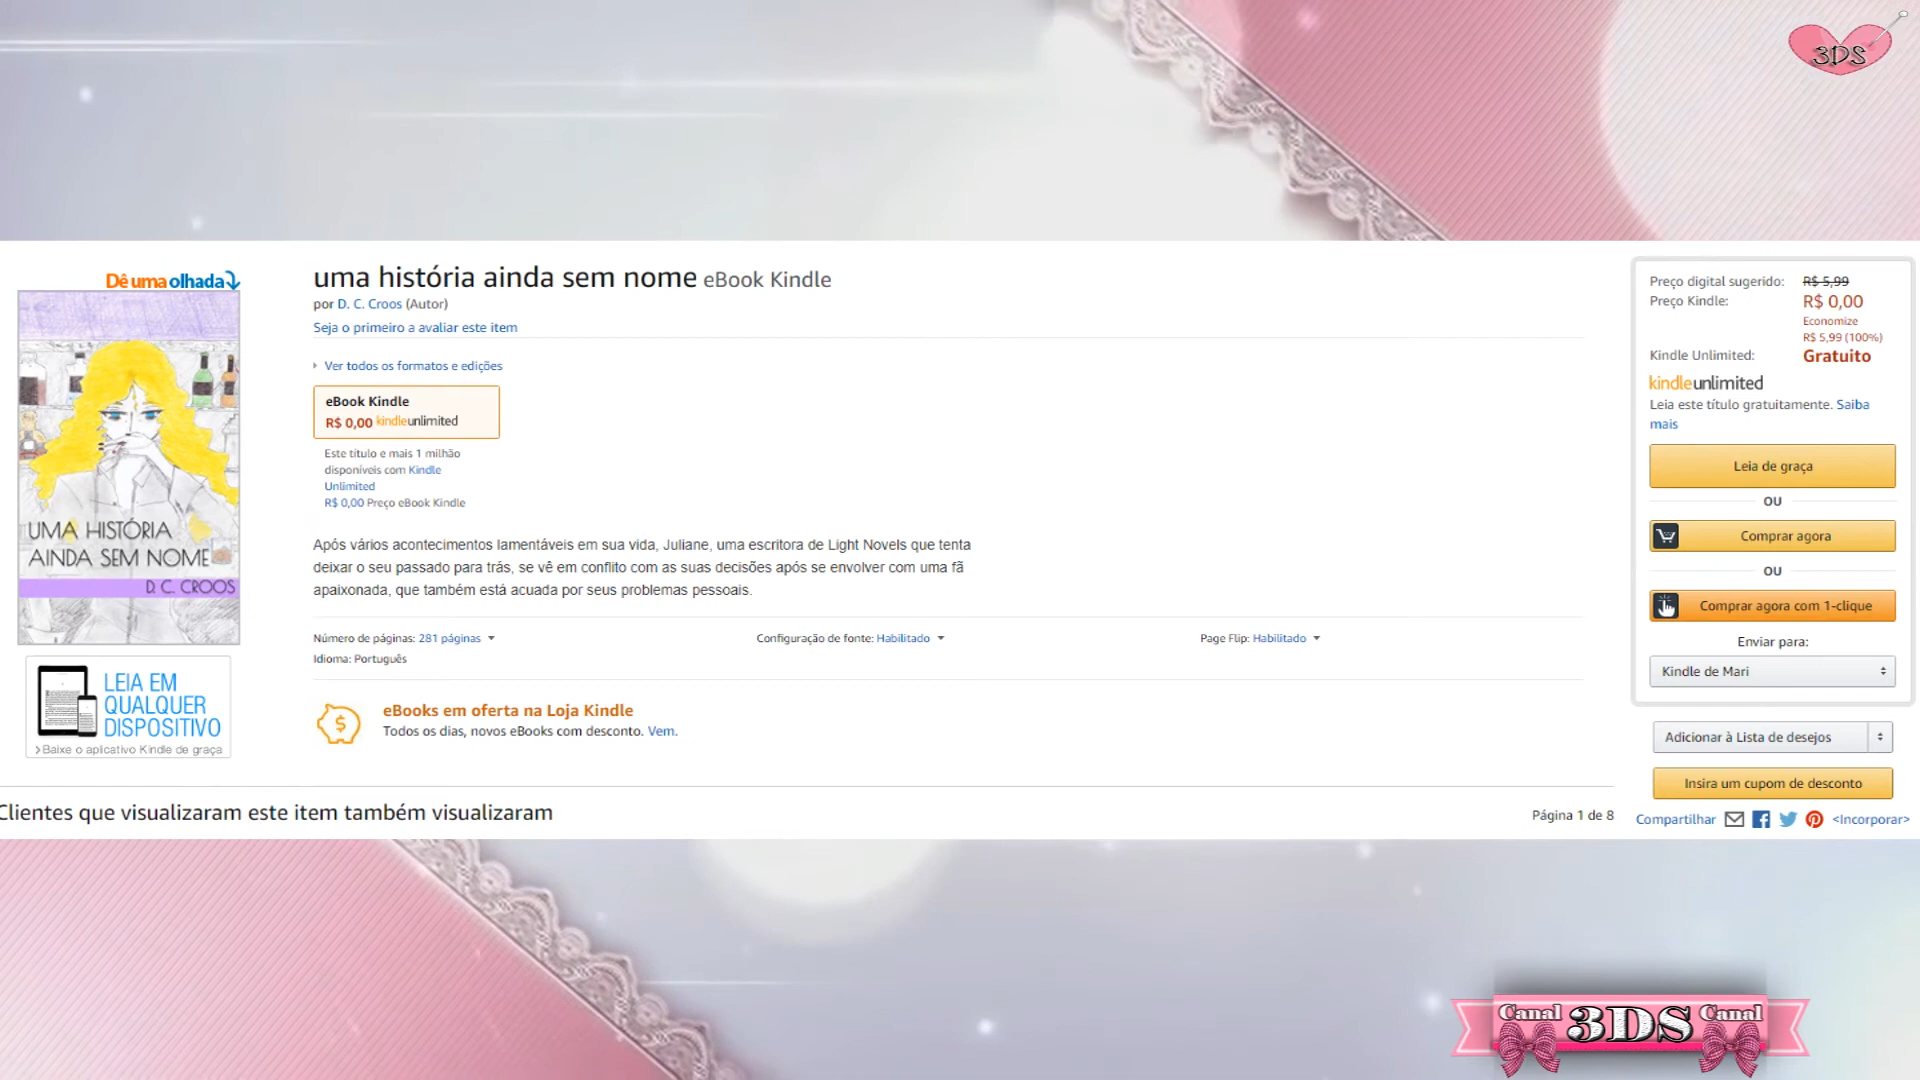 3DS
Dê uma olhada
UMA HISTÓRIA
AINDA SEM NOME
D. C. CROOS
LEIA EM
QUALQUER
DISPOSITIVO
Baixe o aplicativo Kindle de graça
uma história ainda sem nome eBook Kindle
por D. C. Croos (Autor)
Seja o primeiro a avaliar este item
Ver todos os formatos e edições
eBook Kindle
R$ 0,00 kindleunlimited
Este título e mais 1 milhão
disponíveis com Kindle
Unlimited
R$ 0,00 Preço eBook Kindle
Após vários acontecimentos lamentáveis em sua vida, Juliane, uma escritora de Light Novels que tenta
deixar o seu passado para trás, se vê em conflito com as suas decisões após se envolver com uma fã
apaixonada, que também está acuada por seus problemas pessoais.
Número de páginas: 281 páginas
Configuração de fonte: Habilitado
Page Flip: Habilitado
Idioma: Português
eBooks em oferta na Loja Kindle
Todos os dias, novos eBooks com desconto. Vem.
Clientes que visualizaram este item também visualizaram
Página 1 de 8
Preço digital sugerido: R$ 5,99
Preço Kindle: R$ 0,00
Economize
R$ 5,99 (100%)
Kindle Unlimited: Gratuito
kindleunlimited
Leia este título gratuitamente. Saiba
mais
Leia de graça
OU
Comprar agora
OU
Comprar agora com 1-clique
Enviar para:
Kindle de Mari
Adicionar à Lista de desejos
Insira um cupom de desconto
Compartilhar <Incorporar>
Canal 3DS Canal